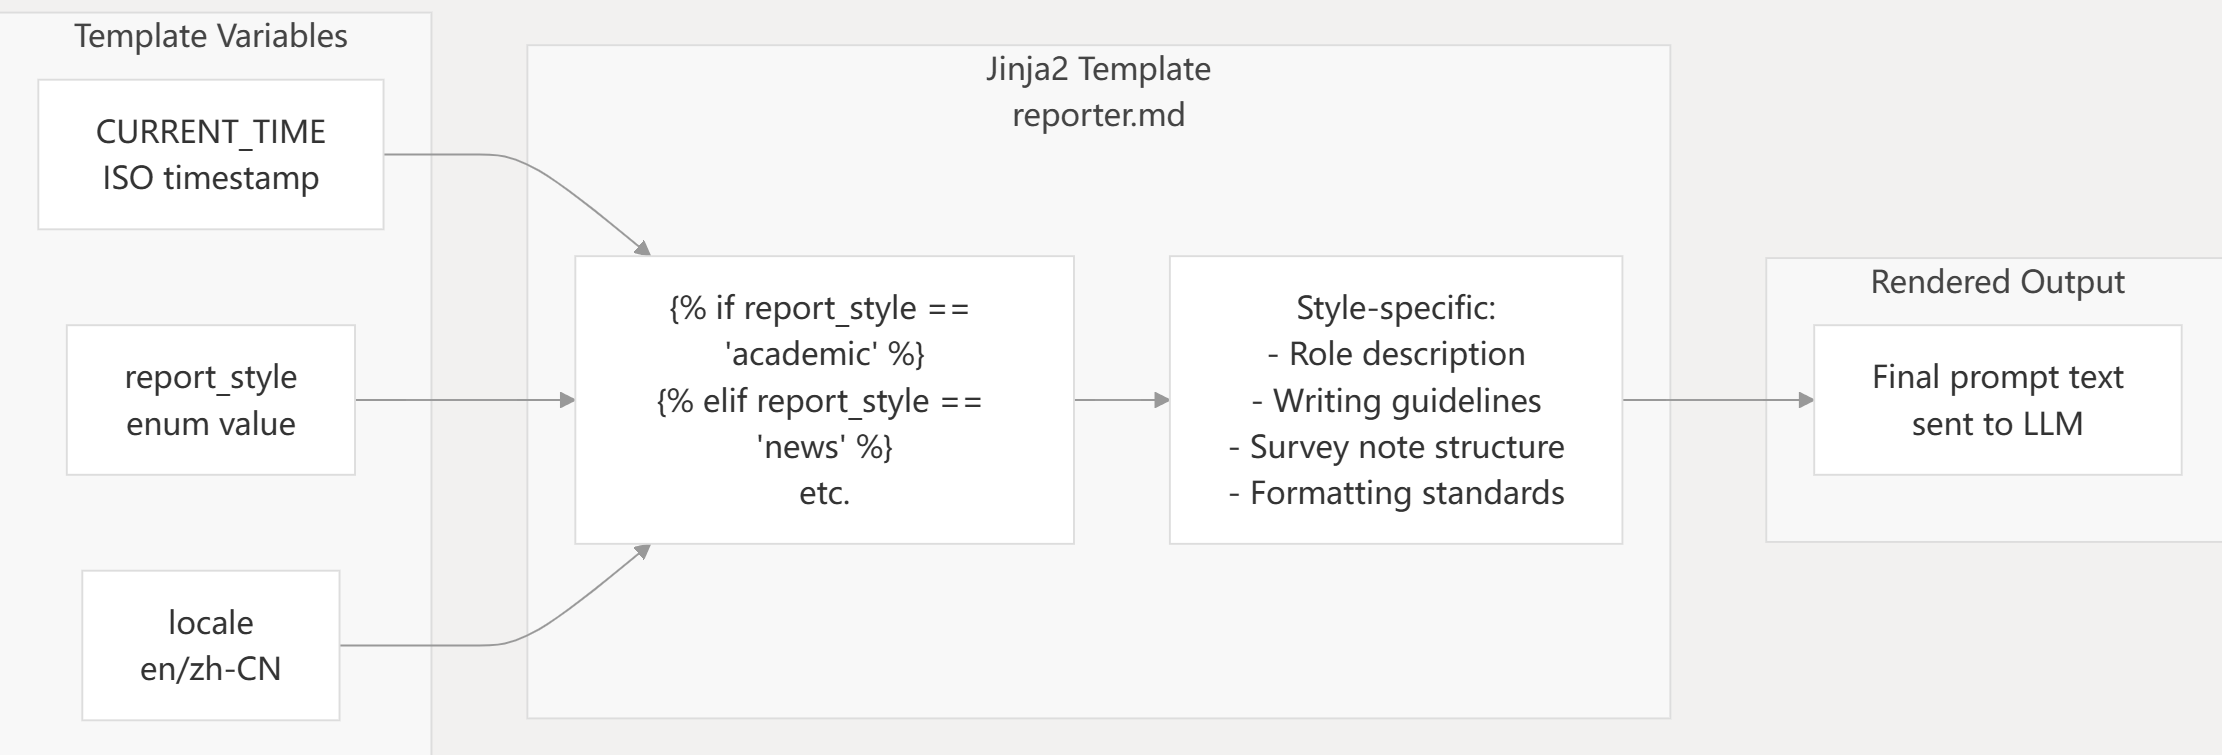 Template Variables
CURRENT_TIME
ISO timestamp
report_style
enum value
locale
en/zh-CN
Jinja2 Template
reporter.md
{% if report_style ==
'academic' %}
{% elif report_style ==
'news' %}
etc.
Style-specific:
- Role description
- Writing guidelines
- Survey note structure
- Formatting standards
Rendered Output
Final prompt text
sent to LLM